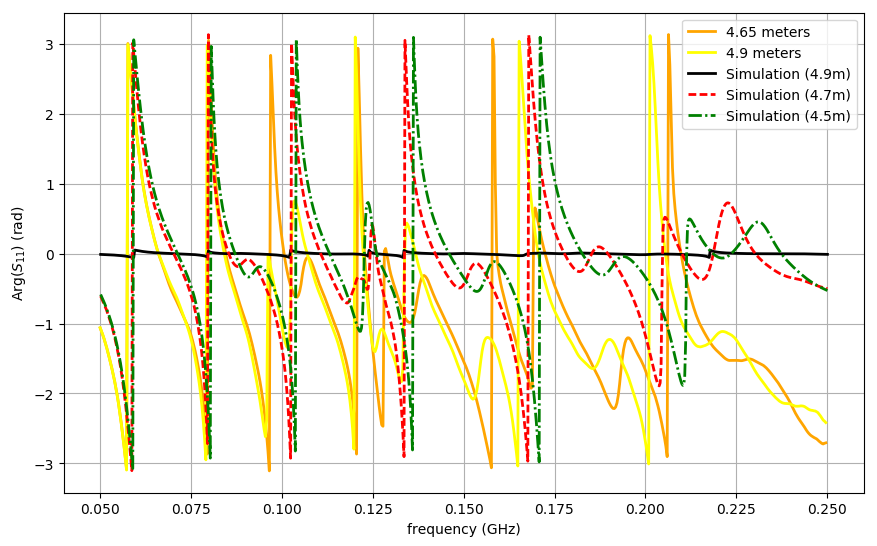 4.65 meters
4.9 meters
Simulation (4.9m)
Simulation (4.7m)
Simulation (4.5m)
3
2
1
0
−1
−2
−3
Arg(S₁₁) (rad)
0.050 0.075 0.100 0.125 0.150 0.175 0.200 0.225 0.250
frequency (GHz)